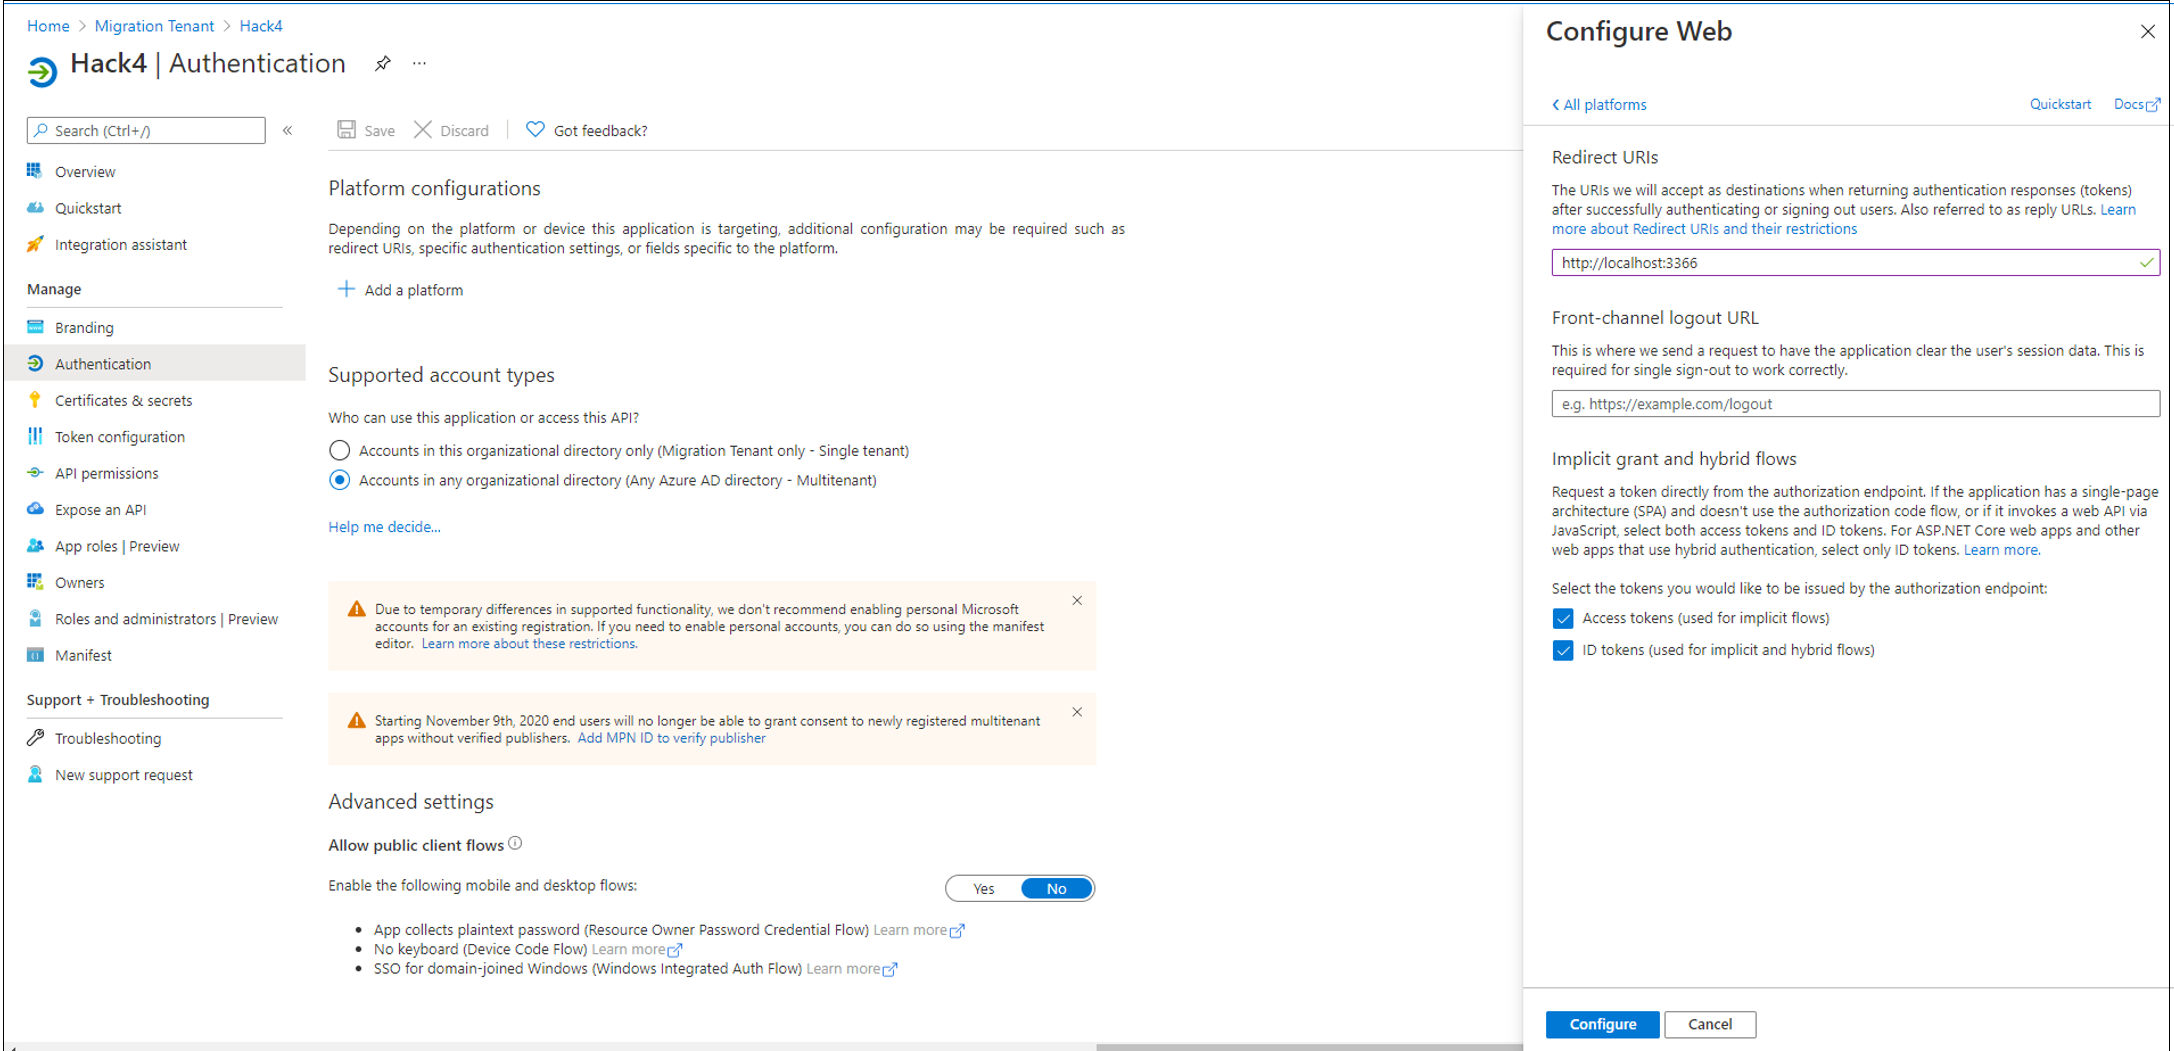 Home > Migration Tenant > Hack4
Hack4 | Authentication
Search (Ctrl+/)
«
Overview
Quickstart
Integration assistant
Manage
Branding
Authentication
Certificates & secrets
Token configuration
API permissions
Expose an API
App roles | Preview
Owners
Roles and administrators | Preview
Manifest
Support + Troubleshooting
Troubleshooting
New support request
Save
Discard
Got feedback?
Platform configurations
Depending on the platform or device this application is targeting, additional configuration may be required such as
redirect URIs, specific authentication settings, or fields specific to the platform.
Add a platform
Supported account types
Who can use this application or access this API?
Accounts in this organizational directory only (Migration Tenant only - Single tenant)
Accounts in any organizational directory (Any Azure AD directory - Multitenant)
Help me decide...
Due to temporary differences in supported functionality, we don't recommend enabling personal Microsoft
accounts for an existing registration. If you need to enable personal accounts, you can do so using the manifest
editor. Learn more about these restrictions.
Starting November 9th, 2020 end users will no longer be able to grant consent to newly registered multitenant
apps without verified publishers. Add MPN ID to verify publisher
Advanced settings
Allow public client flows
Enable the following mobile and desktop flows:
Yes
No
• App collects plaintext password (Resource Owner Password Credential Flow) Learn more
• No keyboard (Device Code Flow) Learn more
• SSO for domain-joined Windows (Windows Integrated Auth Flow) Learn more
Configure Web
All platforms
Quickstart
Docs
Redirect URIs
The URIs we will accept as destinations when returning authentication responses (tokens)
after successfully authenticating or signing out users. Also referred to as reply URLs. Learn
more about Redirect URIs and their restrictions
http://localhost:3366
Front-channel logout URL
This is where we send a request to have the application clear the user's session data. This is
required for single sign-out to work correctly.
e.g. https://example.com/logout
Implicit grant and hybrid flows
Request a token directly from the authorization endpoint. If the application has a single-page
architecture (SPA) and doesn't use the authorization code flow, or if it invokes a web API via
JavaScript, select both access tokens and ID tokens. For ASP.NET Core web apps and other
web apps that use hybrid authentication, select only ID tokens. Learn more.
Select the tokens you would like to be issued by the authorization endpoint:
Access tokens (used for implicit flows)
ID tokens (used for implicit and hybrid flows)
Configure
Cancel